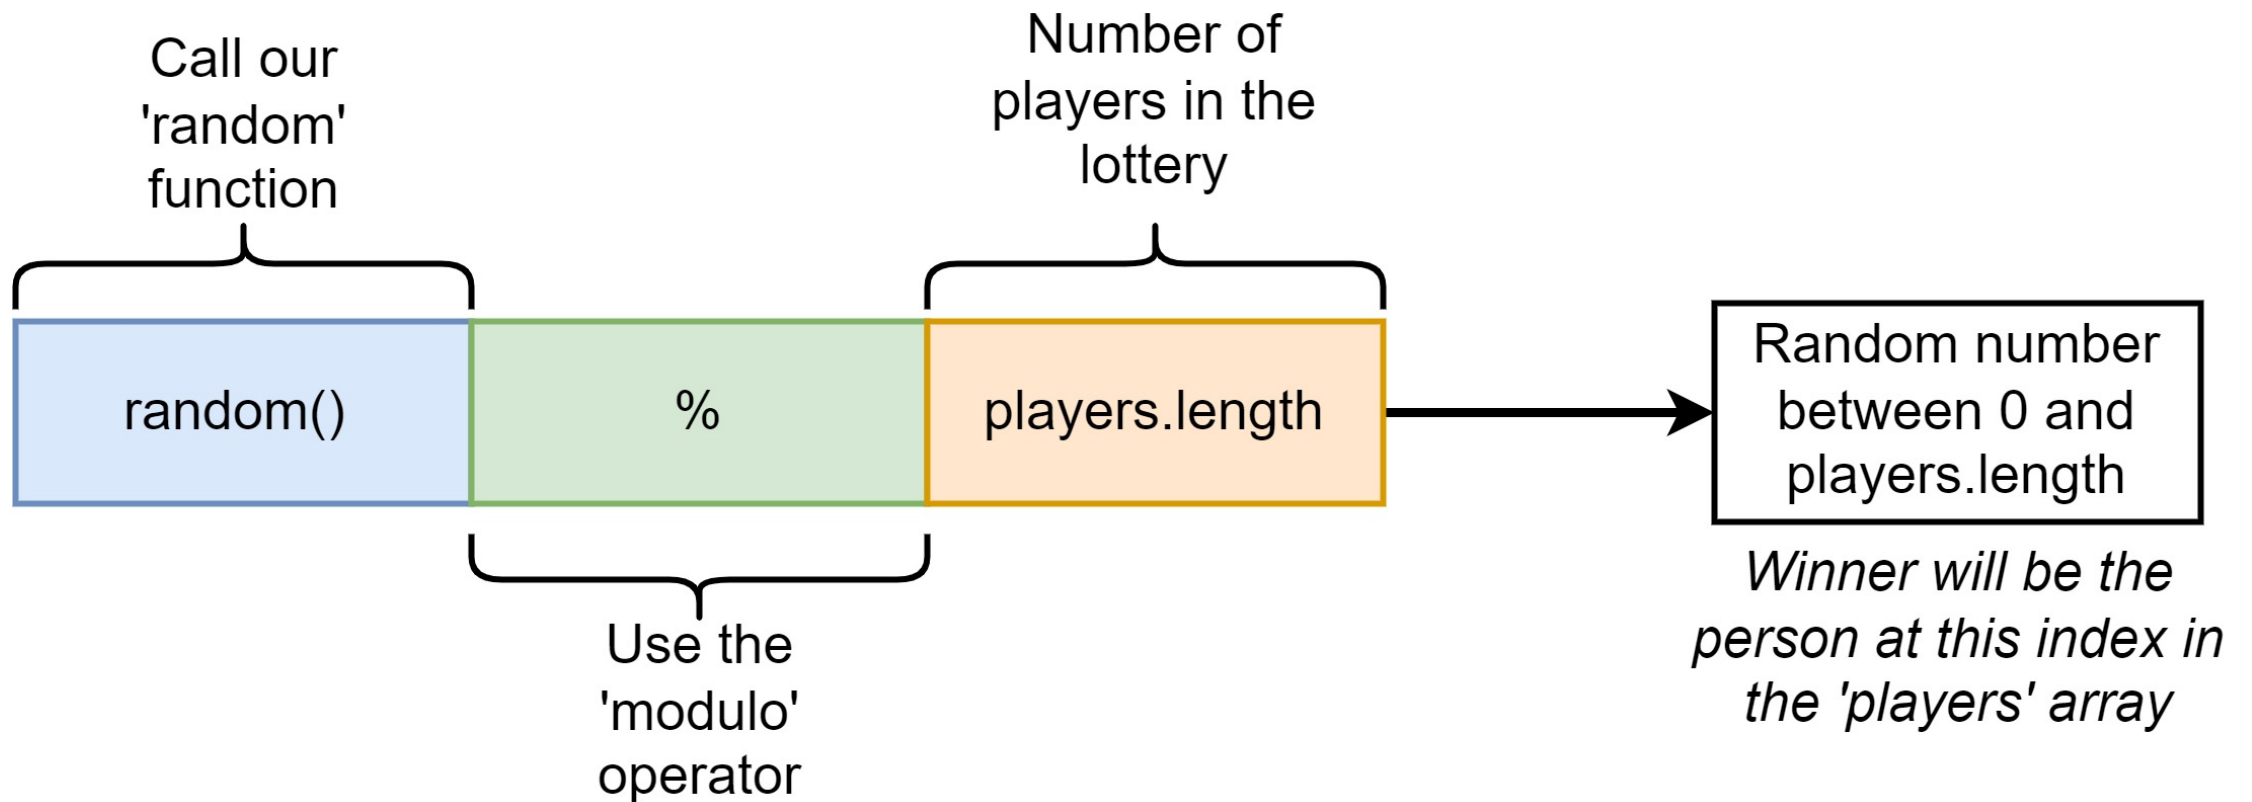 Call our
'random'
function
Number of
players in the
lottery
random()
%
players.length
Random number
between 0 and
players.length
Use the
'modulo'
operator
Winner will be the
person at this index in
the 'players' array